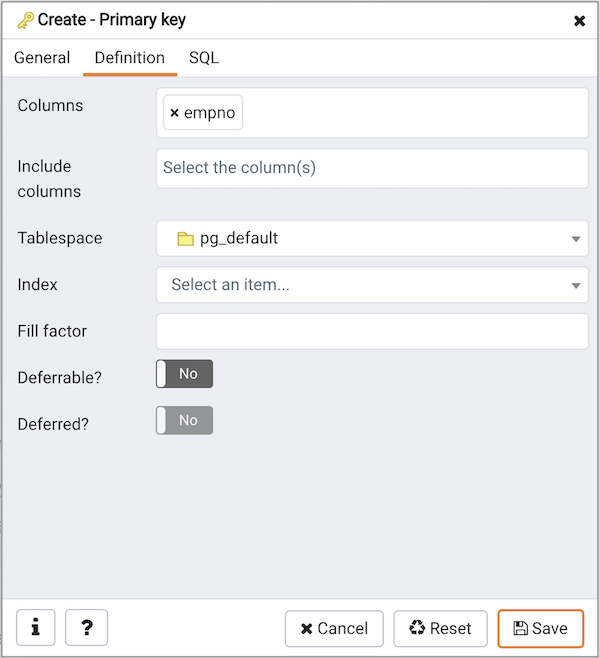 Create - Primary key
General Definition SQL
Columns
× empno
Include
columns
Select the column(s)
Tablespace
pg_default
Index
Select an item...
Fill factor
Deferrable?
No
Deferred?
No
i ? Cancel Reset Save